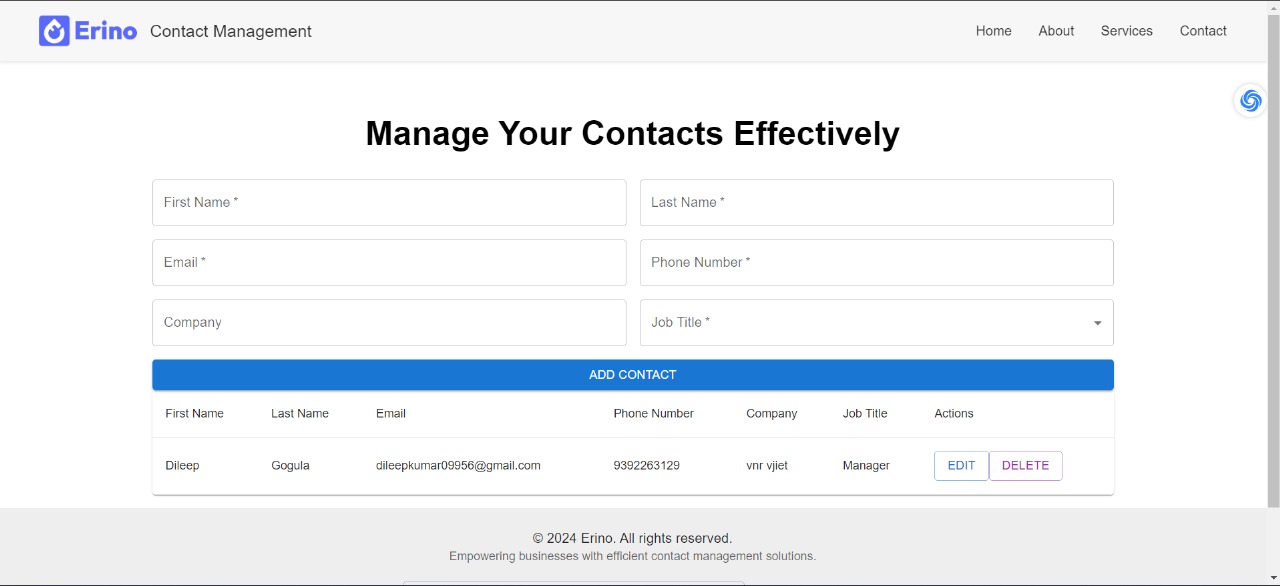 Erino Contact Management Home About Services Contact
Manage Your Contacts Effectively
First Name * Last Name *
Email * Phone Number *
Company Job Title *
ADD CONTACT
First Name Last Name Email Phone Number Company Job Title Actions
Dileep Gogula dileepkumar09956@gmail.com 9392263129 vnr vjiet Manager EDIT DELETE
© 2024 Erino. All rights reserved.
Empowering businesses with efficient contact management solutions.